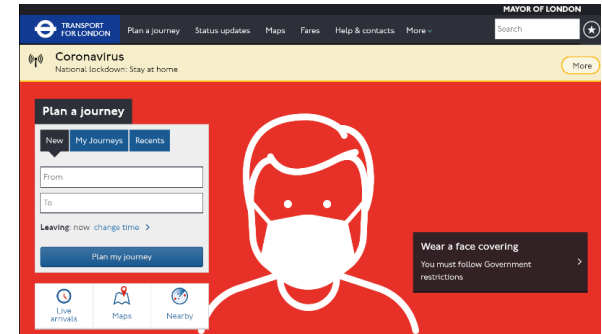 MAYOR OF LONDON
TRANSPORT
FOR LONDON
Plan a journey
Status updates
Maps
Fares
Help & contacts
More
Search
Coronavirus
National lockdown: Stay at home
More
Plan a journey
New
My Journeys
Recents
From
To
Leaving: now change time
Plan my journey
Wear a face covering
You must follow Government
restrictions
Live
arrivals
Maps
Nearby